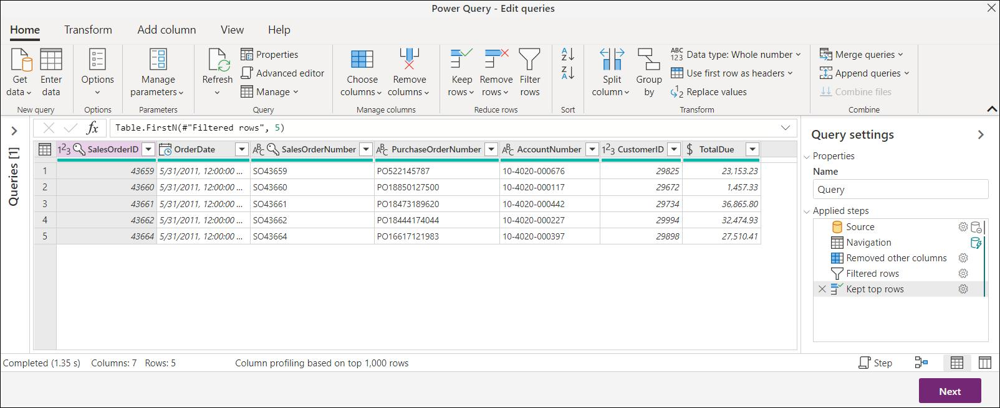 Power Query - Edit queries
Home Transform Add column View Help
Get data
Enter data
New query
Options
Options
Manage parameters
Parameters
Refresh
Properties
Advanced editor
Manage
Query
Choose columns
Remove columns
Manage columns
Keep rows
Remove rows
Filter rows
Reduce rows
A Z
Z A
Sort
Split column
Group by
ABC 123 Data type: Whole number
Use first row as headers
1 2 Replace values
Transform
Merge queries
Append queries
Combine files
Combine
Queries [1]
fx Table.FirstN(#"Filtered rows", 5)
123 SalesOrderID OrderDate ABC SalesOrderNumber ABC PurchaseOrderNumber ABC AccountNumber 123 CustomerID $ TotalDue
1 43659 5/31/2011, 12:00:00 ... SO43659 PO522145787 10-4020-000676 29825 23,153.23
2 43660 5/31/2011, 12:00:00 ... SO43660 PO18850127500 10-4020-000117 29672 1,457.33
3 43661 5/31/2011, 12:00:00 ... SO43661 PO18473189620 10-4020-000442 29734 36,865.80
4 43662 5/31/2011, 12:00:00 ... SO43662 PO18444174044 10-4020-000227 29994 32,474.93
5 43664 5/31/2011, 12:00:00 ... SO43664 PO16617121983 10-4020-000397 29898 27,510.41
Query settings
Properties
Name
Query
Applied steps
Source
Navigation
Removed other columns
Filtered rows
Kept top rows
Completed (1.35 s) Columns: 7 Rows: 5 Column profiling based on top 1,000 rows Step
Next